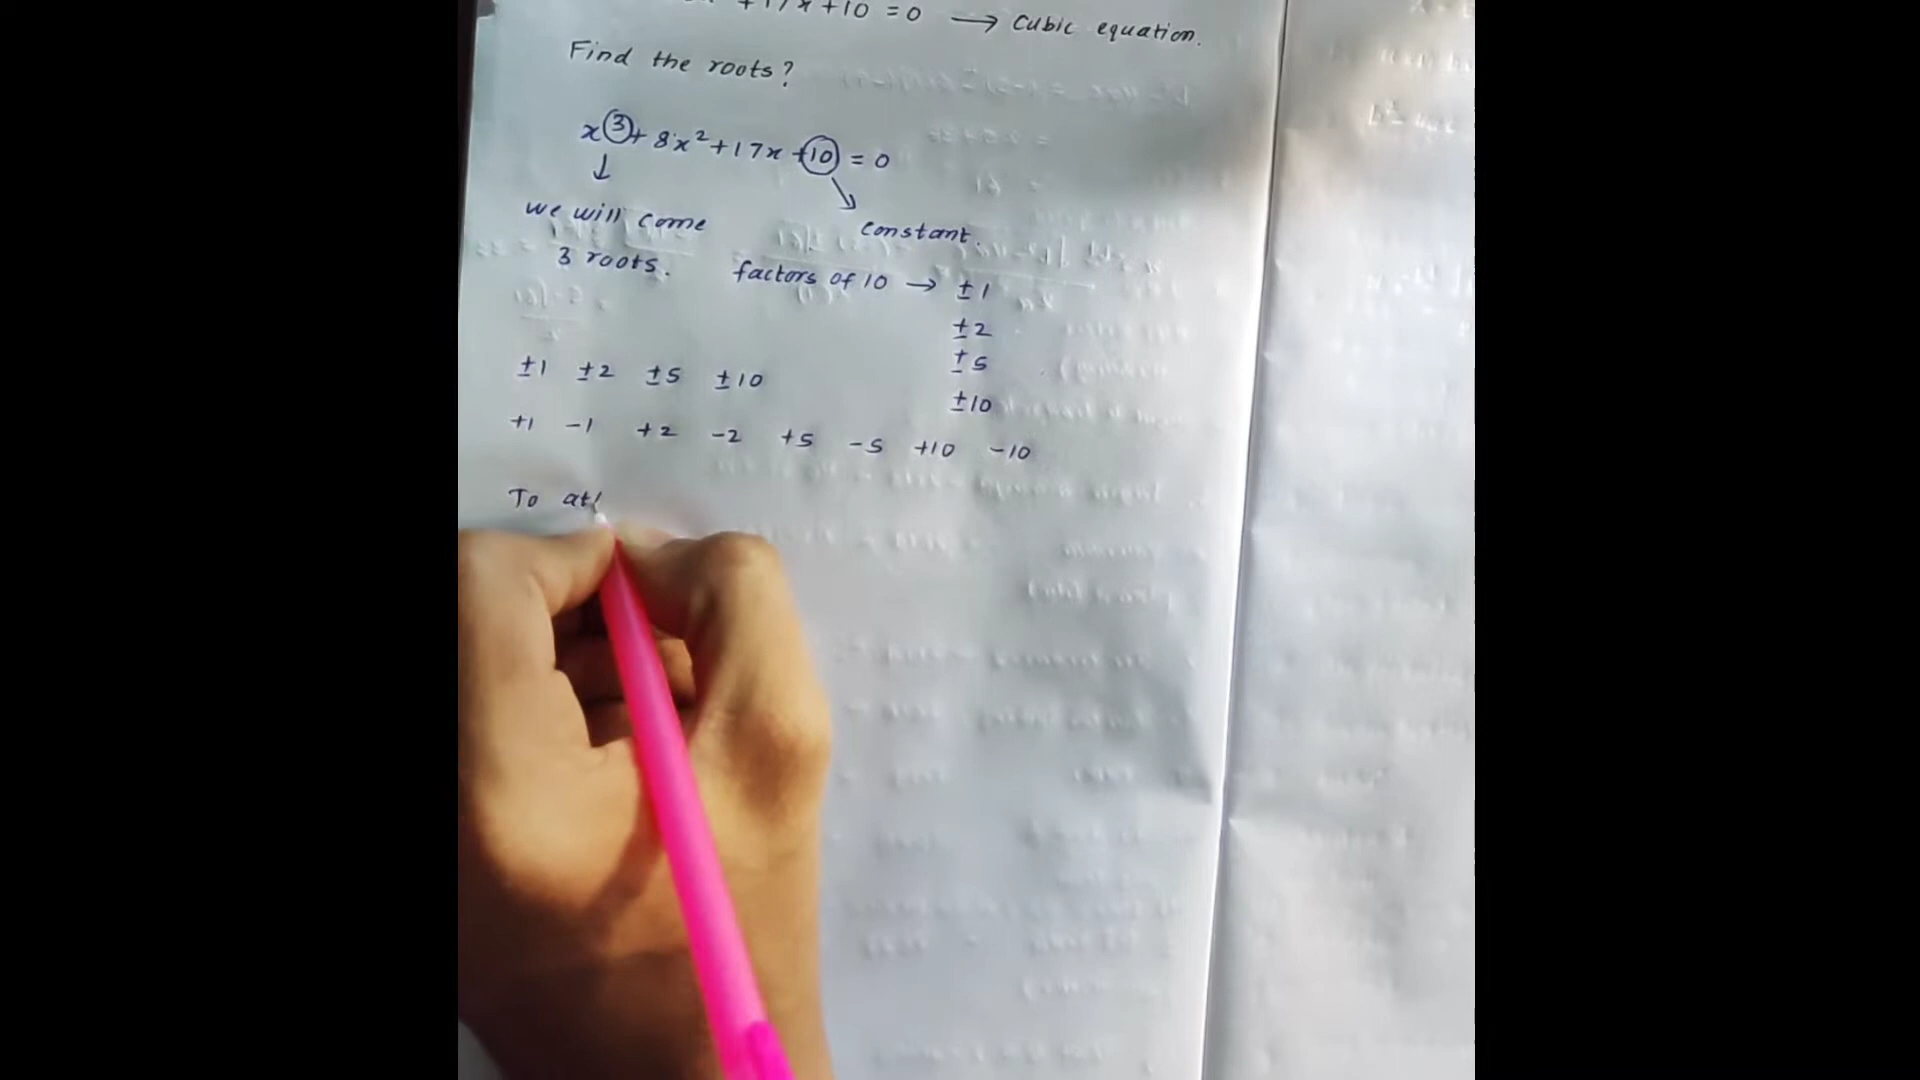 +17x+10 = 0 → Cubic equation.
Find the roots?
x³+ 8x²+17x+10 = 0
we will come
3 roots.
constant.
factors of 10 → ±1
±2
±5
±10
±1 ±2 ±5 ±10
+1 -1 +2 -2 +5 -5 +10 -10
To